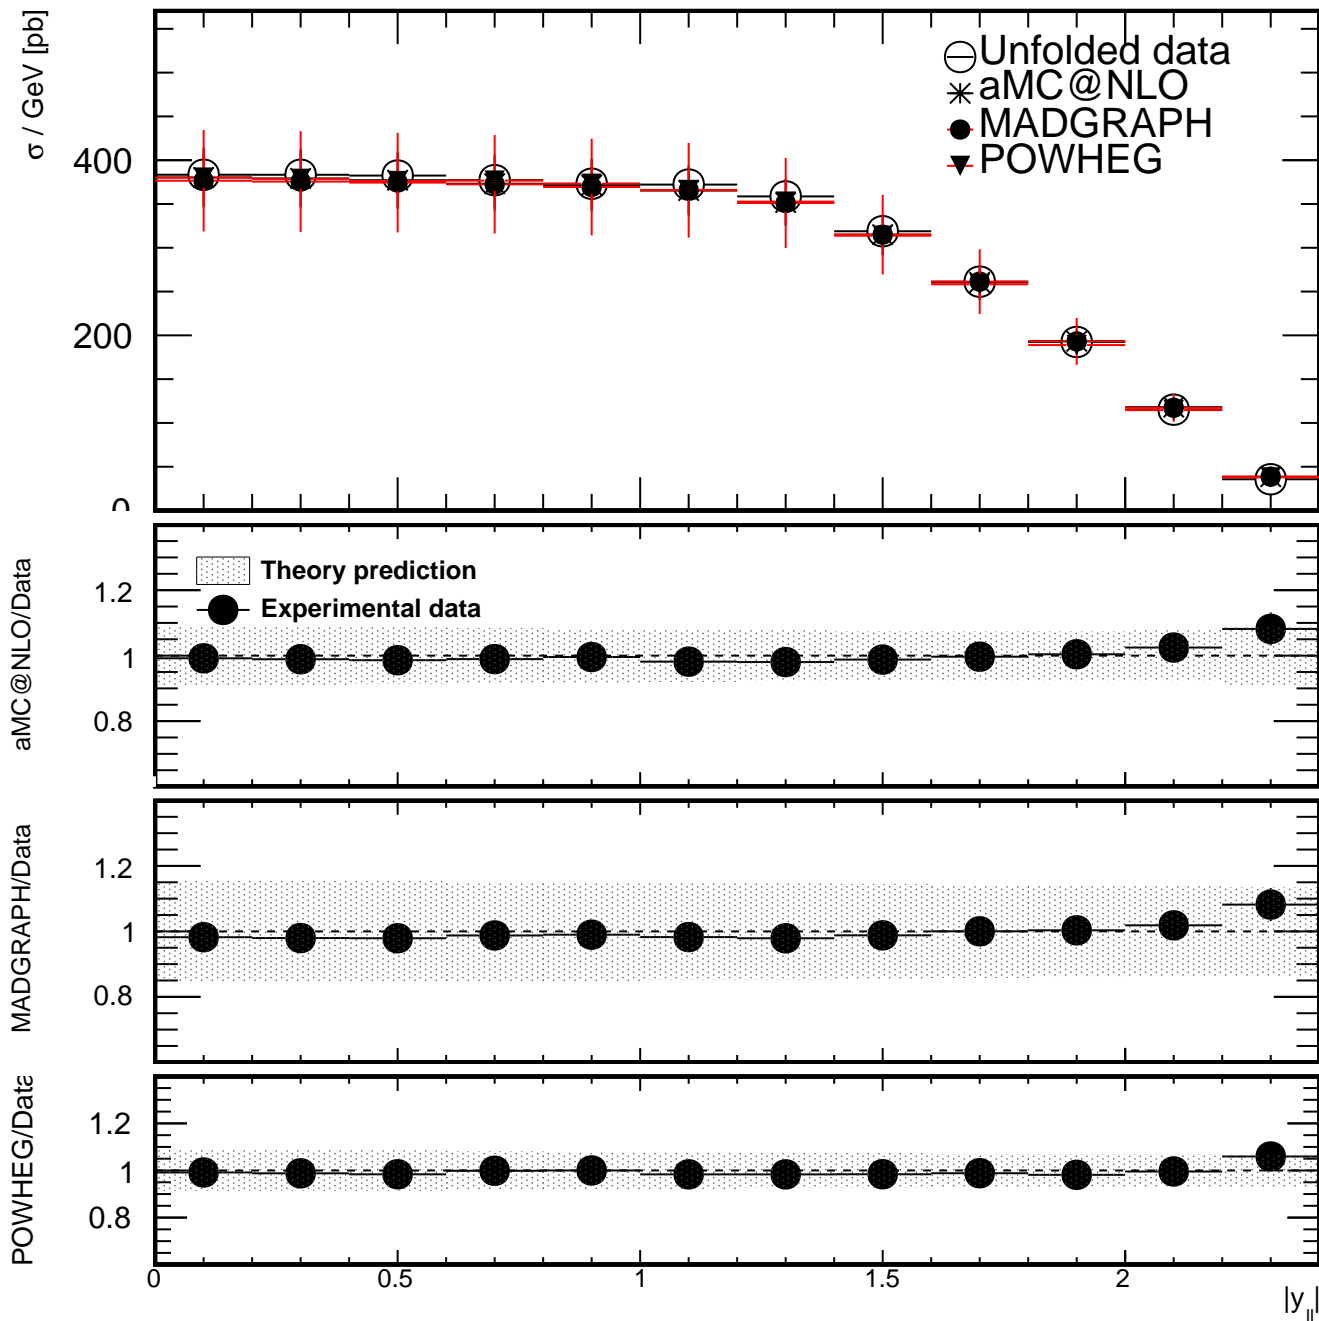 σ / GeV [pb]
Unfolded data
aMC@NLO
MADGRAPH
POWHEG
400
200
0
aMC@NLO/Data
Theory prediction
Experimental data
1.2
1
0.8
MADGRAPH/Data
1.2
1
0.8
POWHEG/Data
1.2
1
0.8
0 0.5 1 1.5 2
|y_ll|